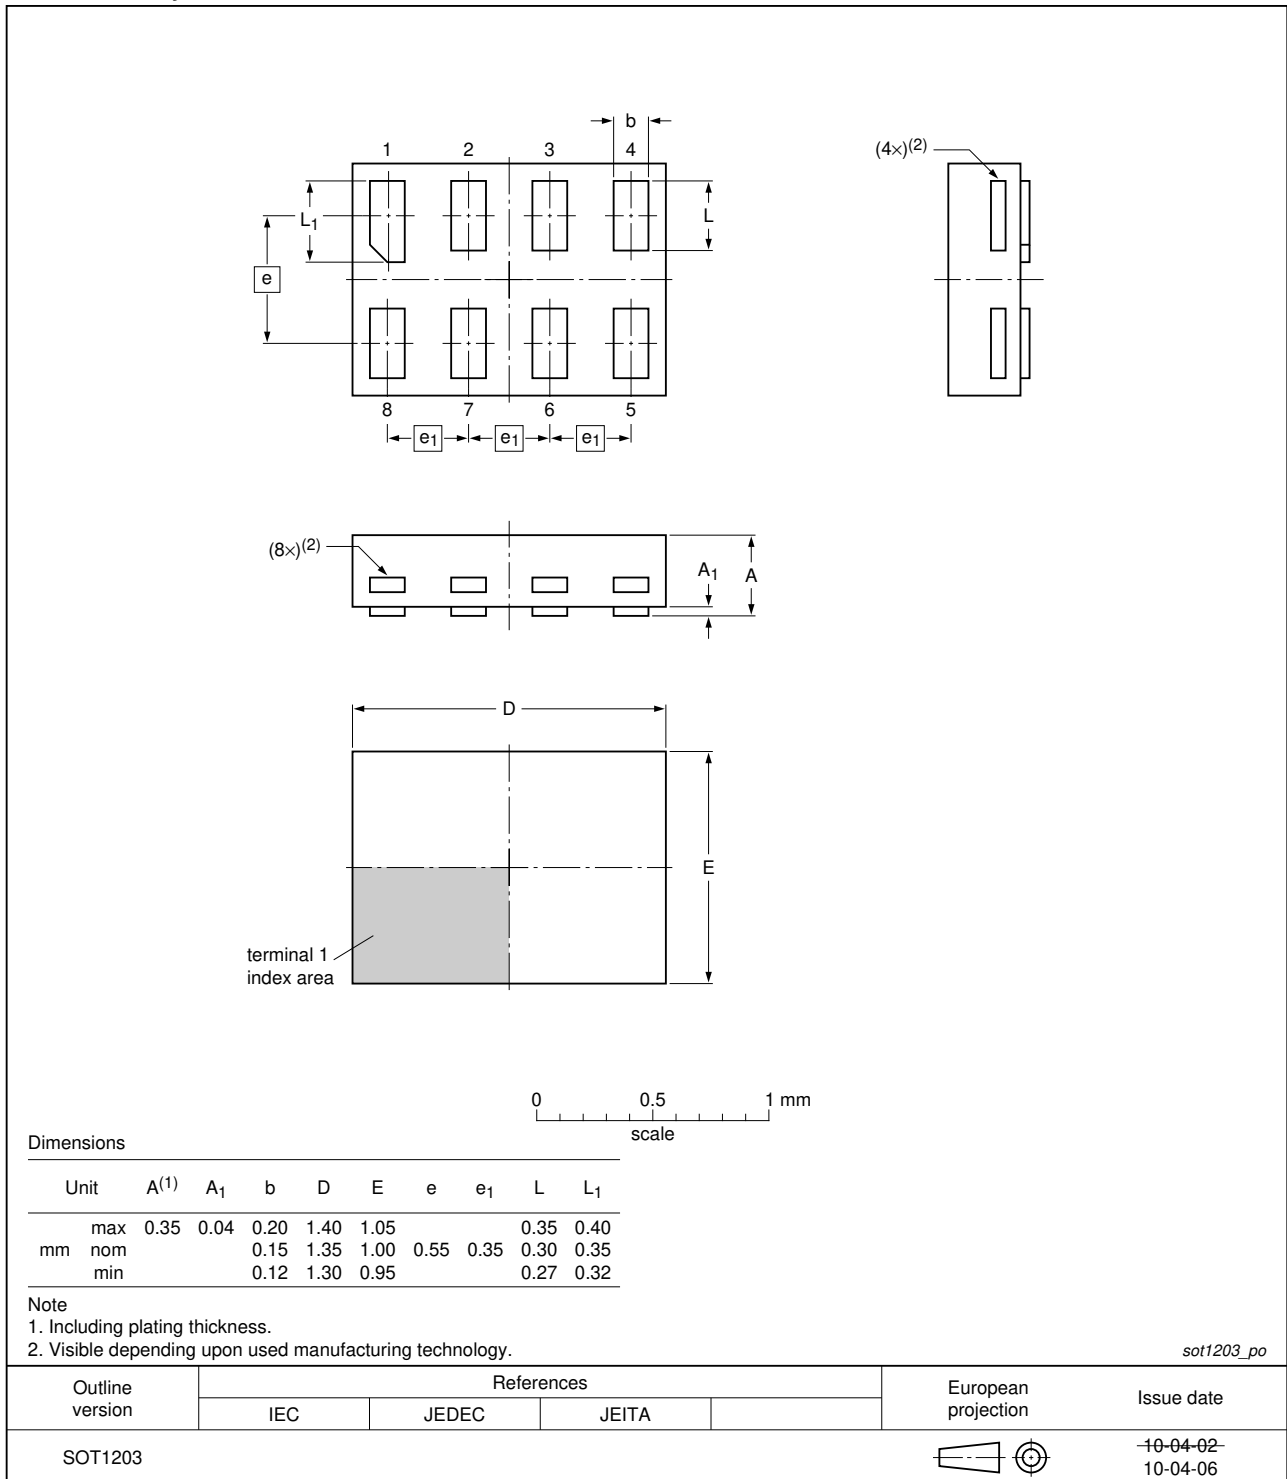 b
1 2 3 4
(4×)(2)
L1
L
e
8 7 6 5
e1 e1 e1
(8×)(2)
A1 A
D
E
terminal 1
index area
0 0.5 1 mm
scale
Dimensions
Unit A(1) A1 b D E e e1 L L1
max 0.35 0.04 0.20 1.40 1.05 0.35 0.40
mm nom 0.15 1.35 1.00 0.55 0.35 0.30 0.35
min 0.12 1.30 0.95 0.27 0.32
Note
1. Including plating thickness.
2. Visible depending upon used manufacturing technology.
sot1203_po
Outline
version
References
IEC JEDEC JEITA
European
projection
Issue date
SOT1203
10-04-02
10-04-06